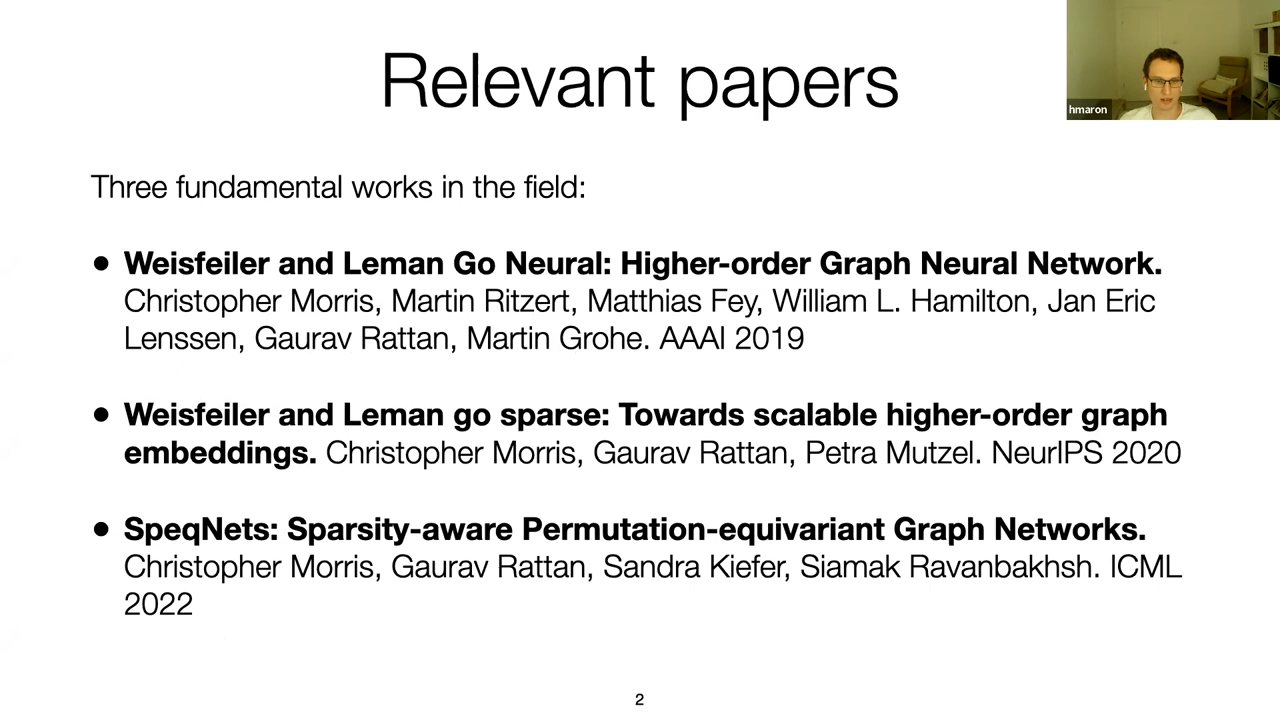 Relevant papers
hmaron
Three fundamental works in the field:
• Weisfeiler and Leman Go Neural: Higher-order Graph Neural Network.
Christopher Morris, Martin Ritzert, Matthias Fey, William L. Hamilton, Jan Eric
Lenssen, Gaurav Rattan, Martin Grohe. AAAI 2019
• Weisfeiler and Leman go sparse: Towards scalable higher-order graph
embeddings. Christopher Morris, Gaurav Rattan, Petra Mutzel. NeurIPS 2020
• SpeqNets: Sparsity-aware Permutation-equivariant Graph Networks.
Christopher Morris, Gaurav Rattan, Sandra Kiefer, Siamak Ravanbakhsh. ICML
2022
2